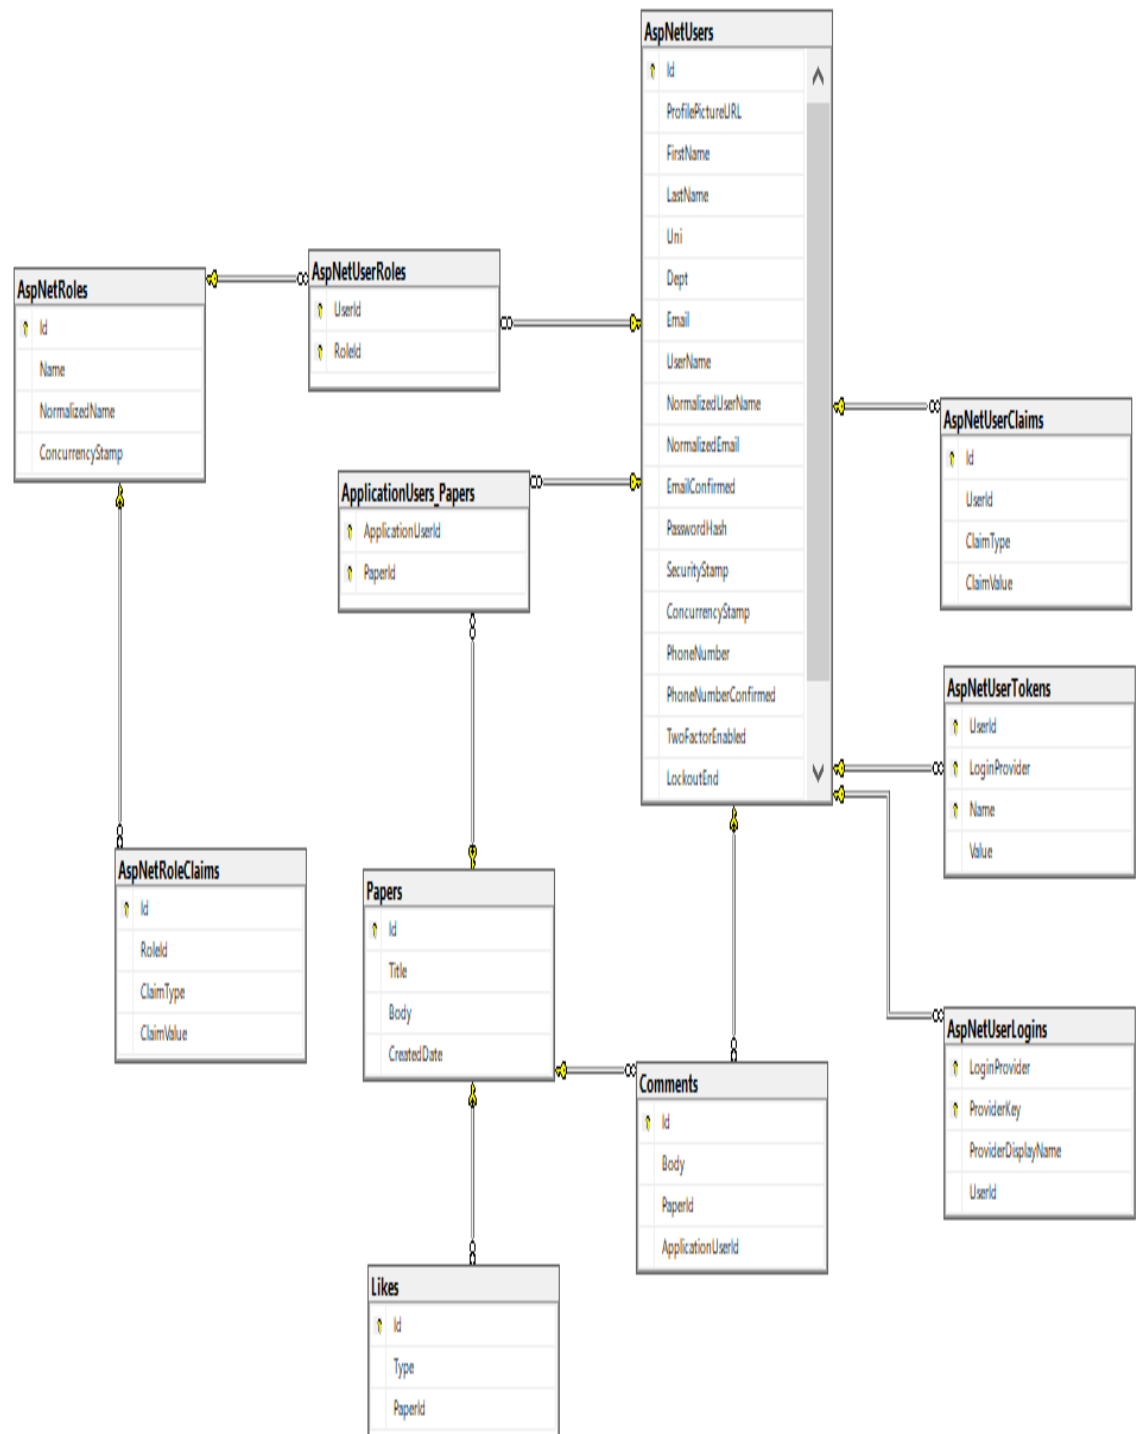 AspNetUsers
Id
ProfilePictureURL
FirstName
LastName
Uni
Dept
Email
UserName
NormalizedUserName
NormalizedEmail
EmailConfirmed
PasswordHash
SecurityStamp
ConcurrencyStamp
PhoneNumber
PhoneNumberConfirmed
TwoFactorEnabled
LockoutEnd
AspNetUserRoles
UserId
RoleId
AspNetRoles
Id
Name
NormalizedName
ConcurrencyStamp
AspNetUserClaims
Id
UserId
ClaimType
ClaimValue
ApplicationUsers_Papers
ApplicationUserId
PaperId
AspNetUserTokens
UserId
LoginProvider
Name
Value
AspNetRoleClaims
Id
RoleId
ClaimType
ClaimValue
Papers
Id
Title
Body
CreatedDate
AspNetUserLogins
LoginProvider
ProviderKey
ProviderDisplayName
UserId
Comments
Id
Body
PaperId
ApplicationUserId
Likes
Id
Type
PaperId